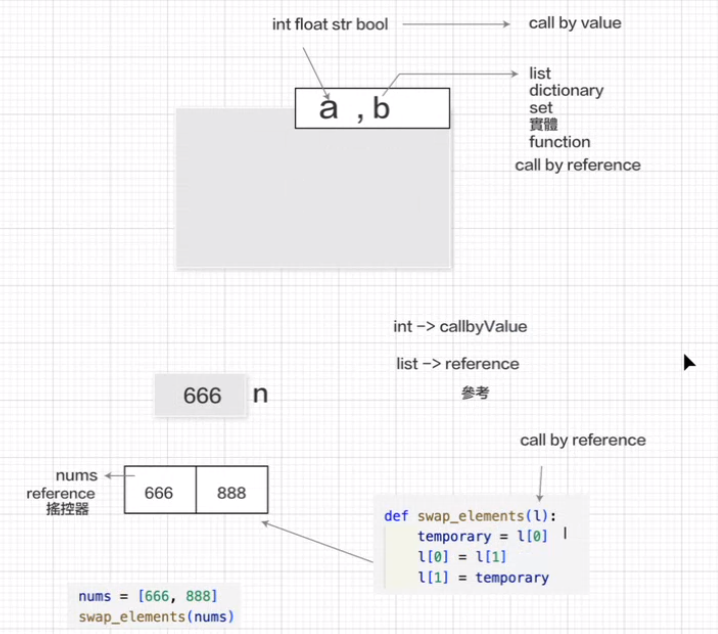 int float str bool
call by value
a , b
list
dictionary
set
實體
function
call by reference
int -> callbyValue
list -> reference
參考
666 n
call by reference
nums
reference
搖控器
666 888
def swap_elements(l):
temporary = l[0]
l[0] = l[1]
l[1] = temporary
nums = [666, 888]
swap_elements(nums)